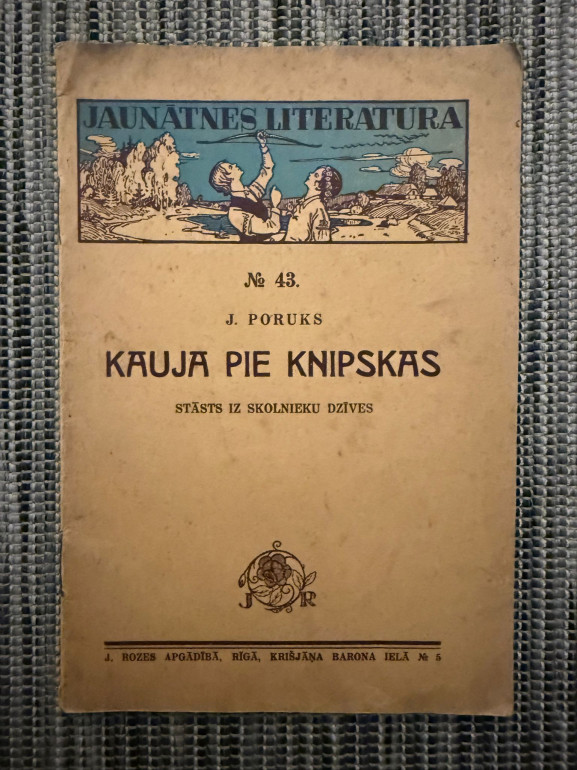 JAUNĀTNES LITERATURA
№ 43.
J. PORUKS
KAUJA PIE KNIPSKAS
STĀSTS IZ SKOLNIEKU DZĪVES
J R
J. ROZES APGĀDĪBĀ, RĪGĀ, KRIŠJĀŅA BARONA IELĀ № 5